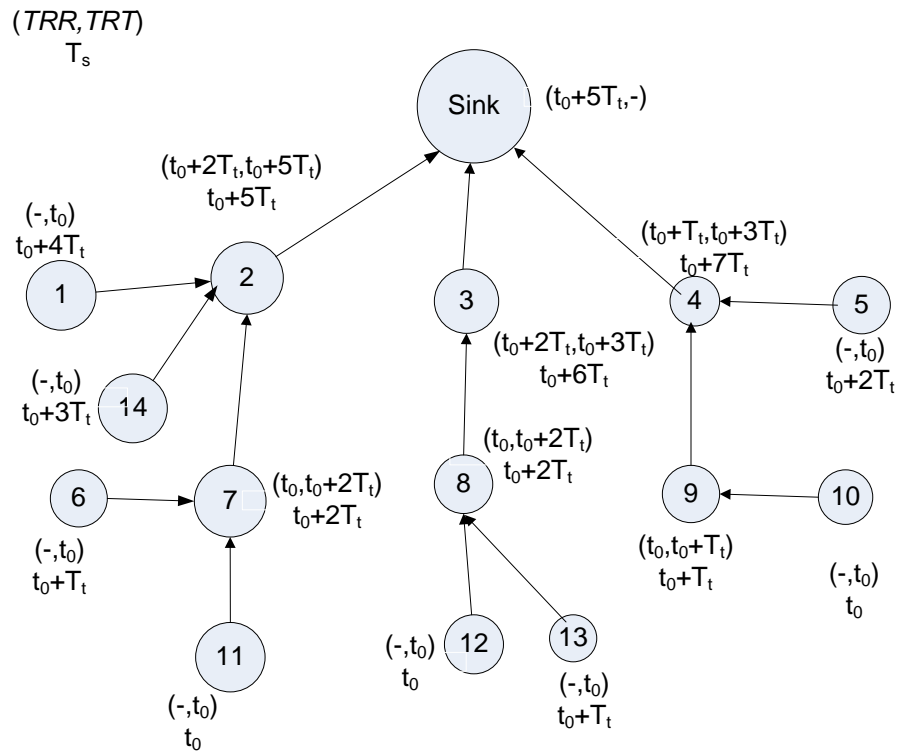 (TRR,TRT)
Tₛ
Sink
(t₀+5Tₜ,-)
(t₀+2Tₜ,t₀+5Tₜ)
t₀+5Tₜ
(-,t₀)
t₀+4Tₜ
1
2
(t₀+Tₜ,t₀+3Tₜ)
t₀+7Tₜ
3
4
5
(t₀+2Tₜ,t₀+3Tₜ)
t₀+6Tₜ
(-,t₀)
t₀+2Tₜ
(-,t₀)
t₀+3Tₜ
14
6
(-,t₀)
t₀+Tₜ
7
(t₀,t₀+2Tₜ)
t₀+2Tₜ
(t₀,t₀+2Tₜ)
t₀+2Tₜ
8
9
10
(t₀,t₀+Tₜ)
t₀+Tₜ
(-,t₀)
t₀
11
(-,t₀)
t₀
(-,t₀)
t₀
12
13
(-,t₀)
t₀+Tₜ